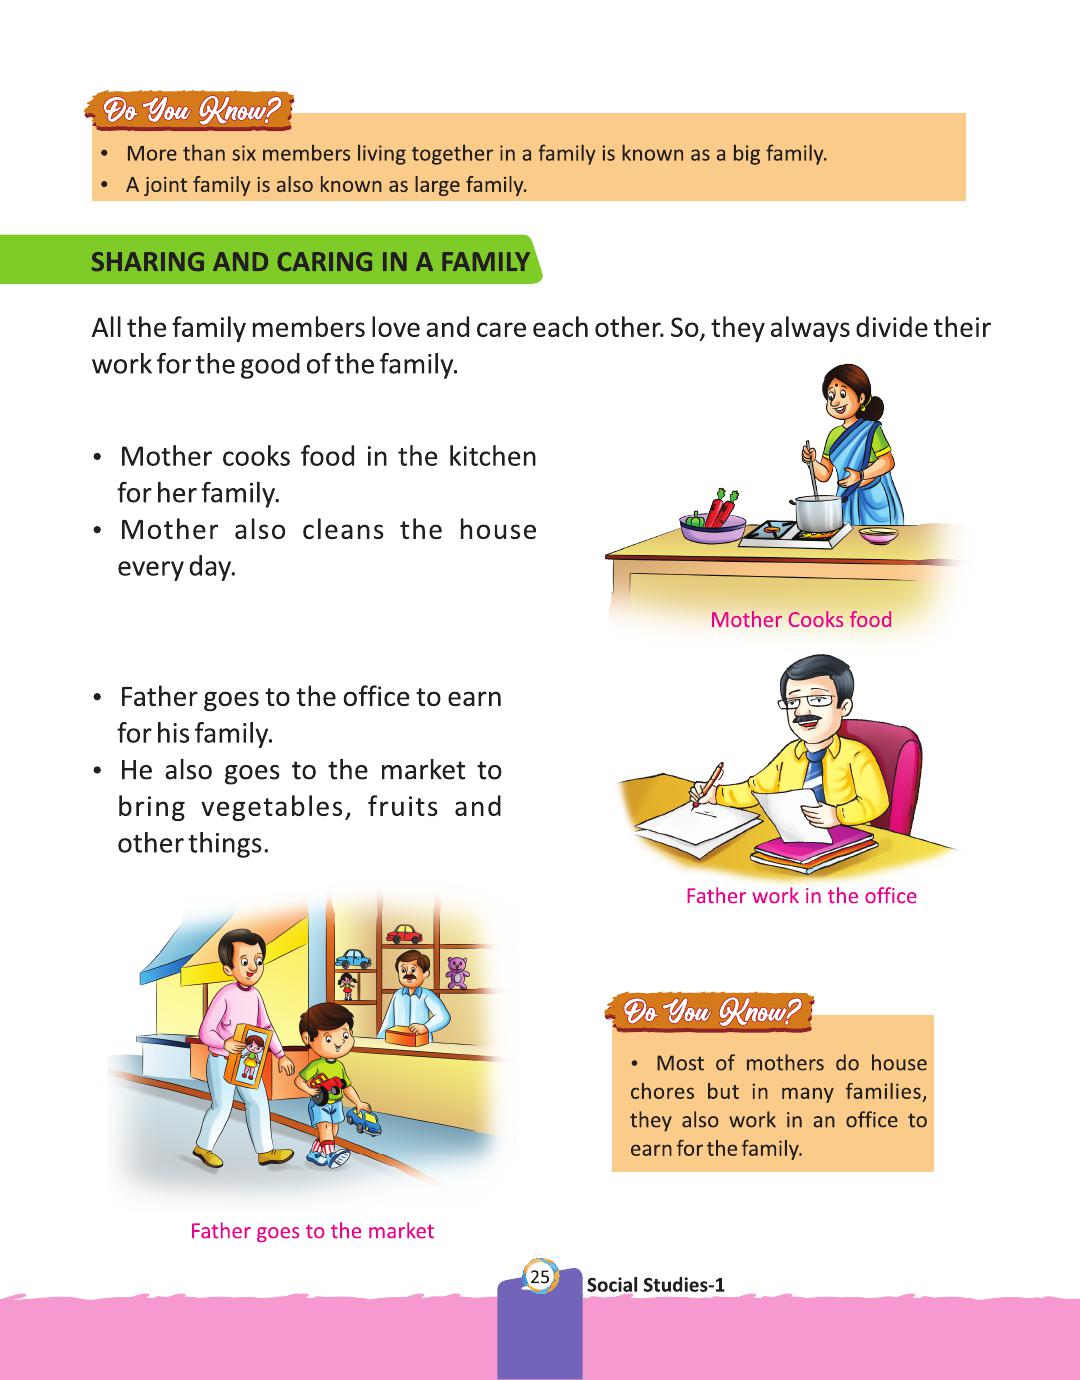 Do You Know?
• More than six members living together in a family is known as a big family.
• A joint family is also known as large family.
SHARING AND CARING IN A FAMILY
All the family members love and care each other. So, they always divide their
work for the good of the family.
• Mother cooks food in the kitchen
for her family.
• Mother also cleans the house
every day.
Mother Cooks food
• Father goes to the office to earn
for his family.
• He also goes to the market to
bring vegetables, fruits and
other things.
Father work in the office
Father goes to the market
Do You Know?
• Most of mothers do house
chores but in many families,
they also work in an office to
earn for the family.
25
Social Studies-1